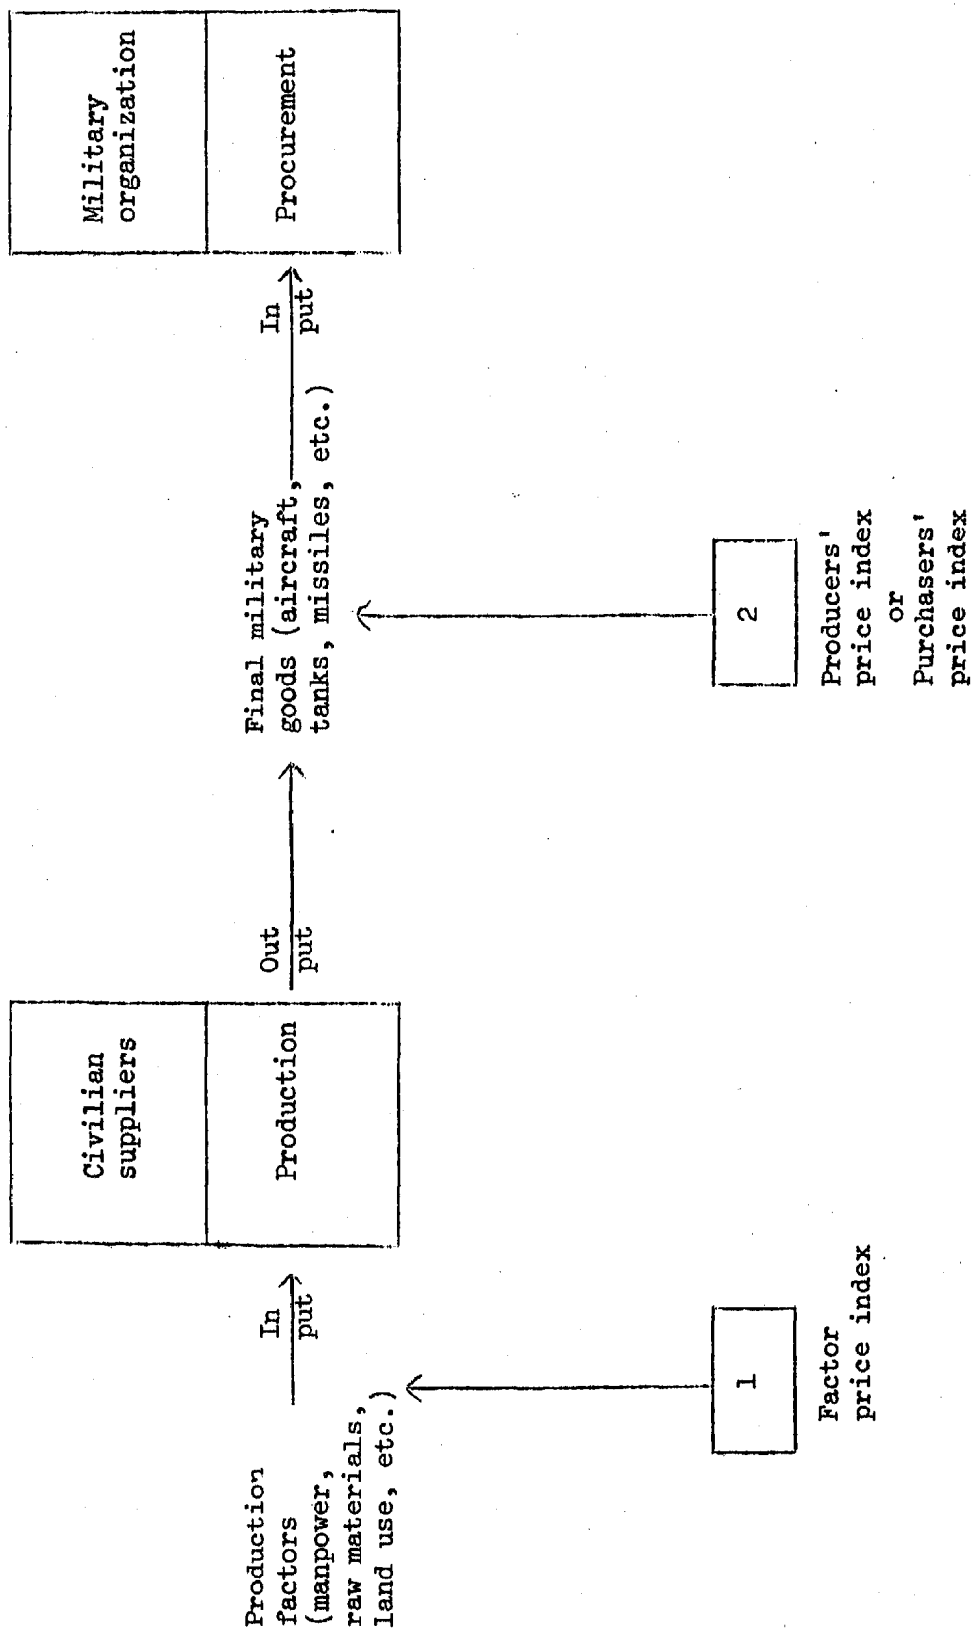 Civilian
suppliers
Military
organization
Production
factors
(manpower,
raw materials,
land use, etc.)
In
put
Production
Out
put
Final military
goods (aircraft,
tanks, missiles, etc.)
In
put
Procurement
1
Factor
price index
2
Producers'
price index
or
Purchasers'
price index